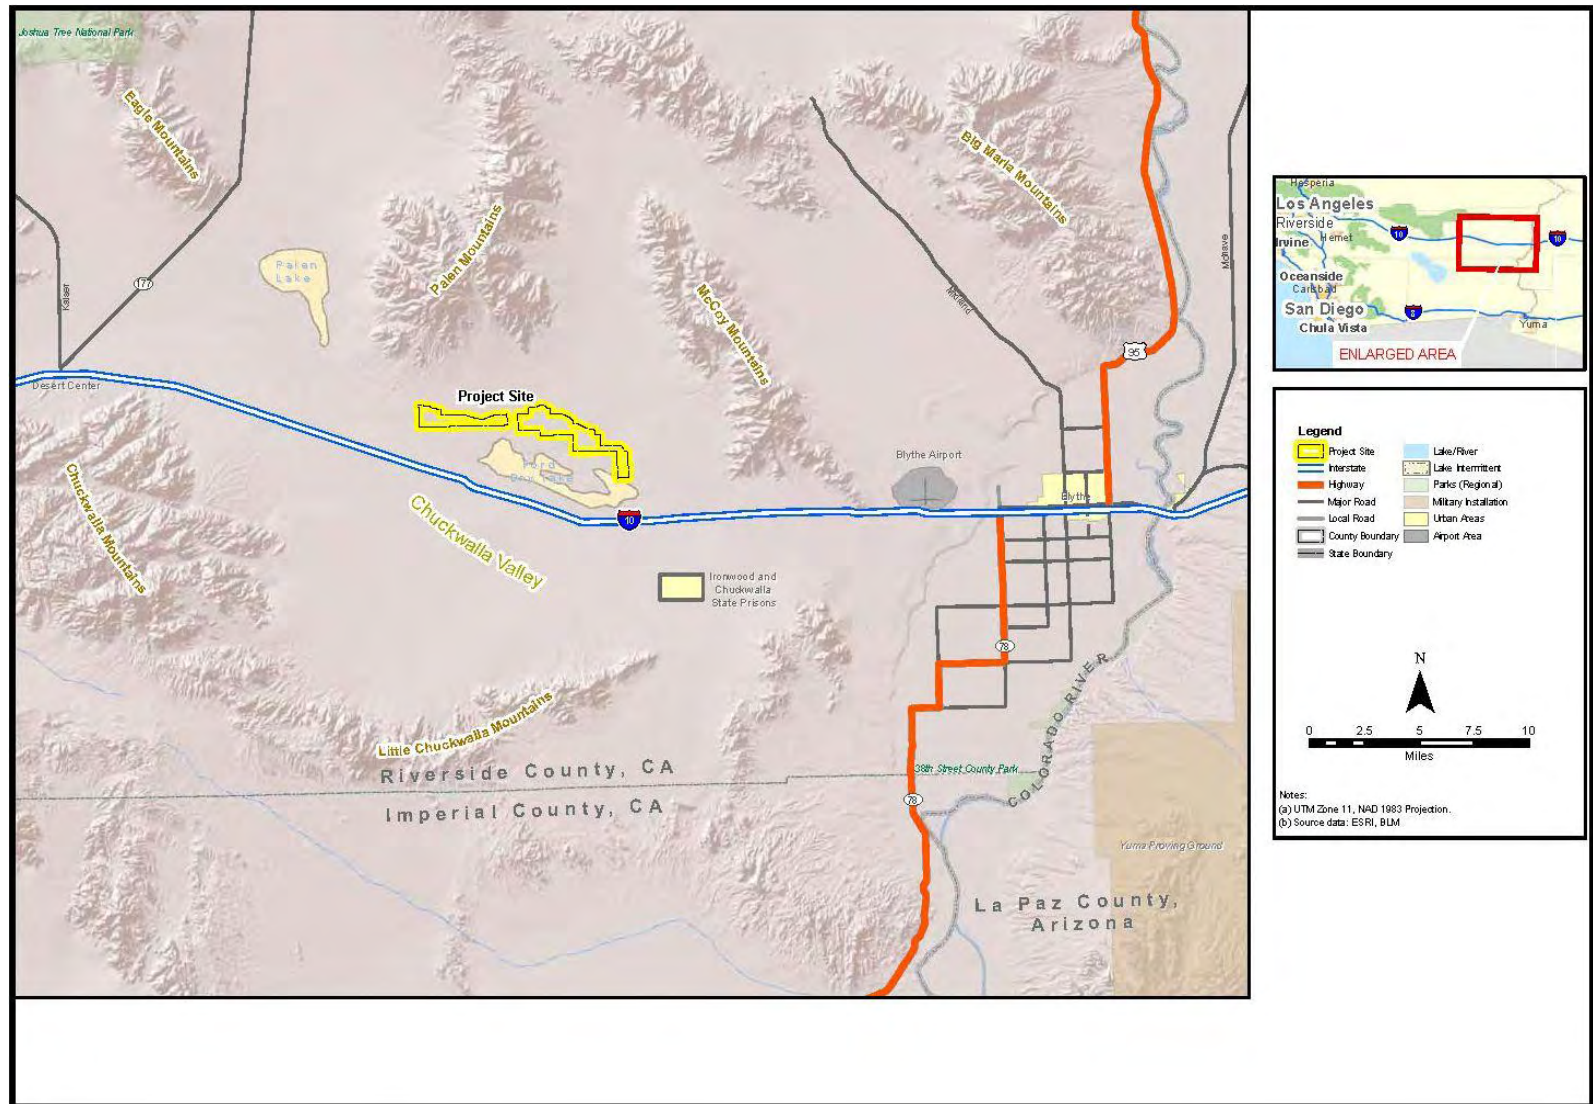 Joshua Tree National Park
Eagle Mountains
Big Maria Mountains
Palen Mountains
McCoy Mountains
Palen
Lake
177
Kaiser
Midland
Mohave
95
Desert Center
Project Site
Ford
Dry Lake
Blythe Airport
Blythe
10
Chuckwalla Mountains
Chuckwalla Valley
Ironwood and
Chuckwalla
State Prisons
78
Little Chuckwalla Mountains
Riverside County, CA
Imperial County, CA
38th Street County Park
COLORADO RIVER
78
Yuma Proving Ground
La Paz County,
Arizona
Hesperia
Los Angeles
Riverside
Irvine
Hemet
10
10
Oceanside
Carlsbad
San Diego
8
Chula Vista
Yuma
ENLARGED AREA
Legend
Project Site
Interstate
Highway
Major Road
Local Road
County Boundary
State Boundary
Lake/River
Lake Intermittent
Parks (Regional)
Military Installation
Urban Areas
Airport Area
N
0 2.5 5 7.5 10
Miles
Notes:
(a) UTM Zone 11, NAD 1983 Projection.
(b) Source data: ESRI, BLM